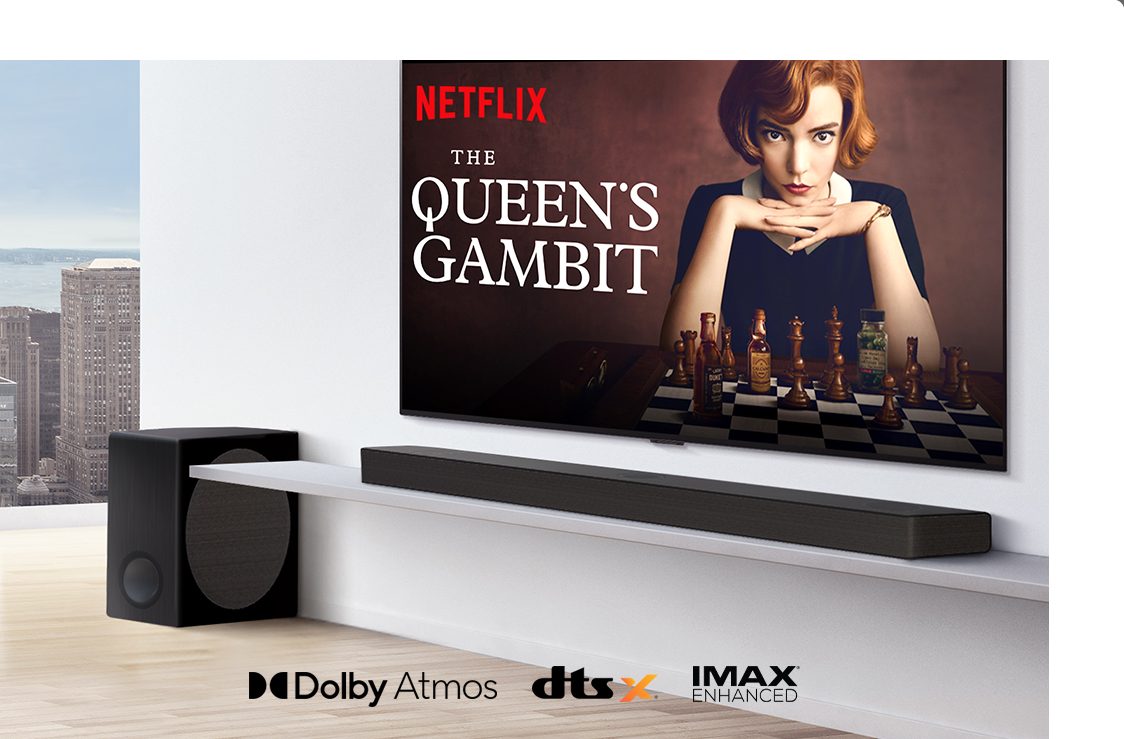 NETFLIX
THE
QUEEN'S
GAMBIT
Dolby Atmos
dts x
IMAX®
ENHANCED